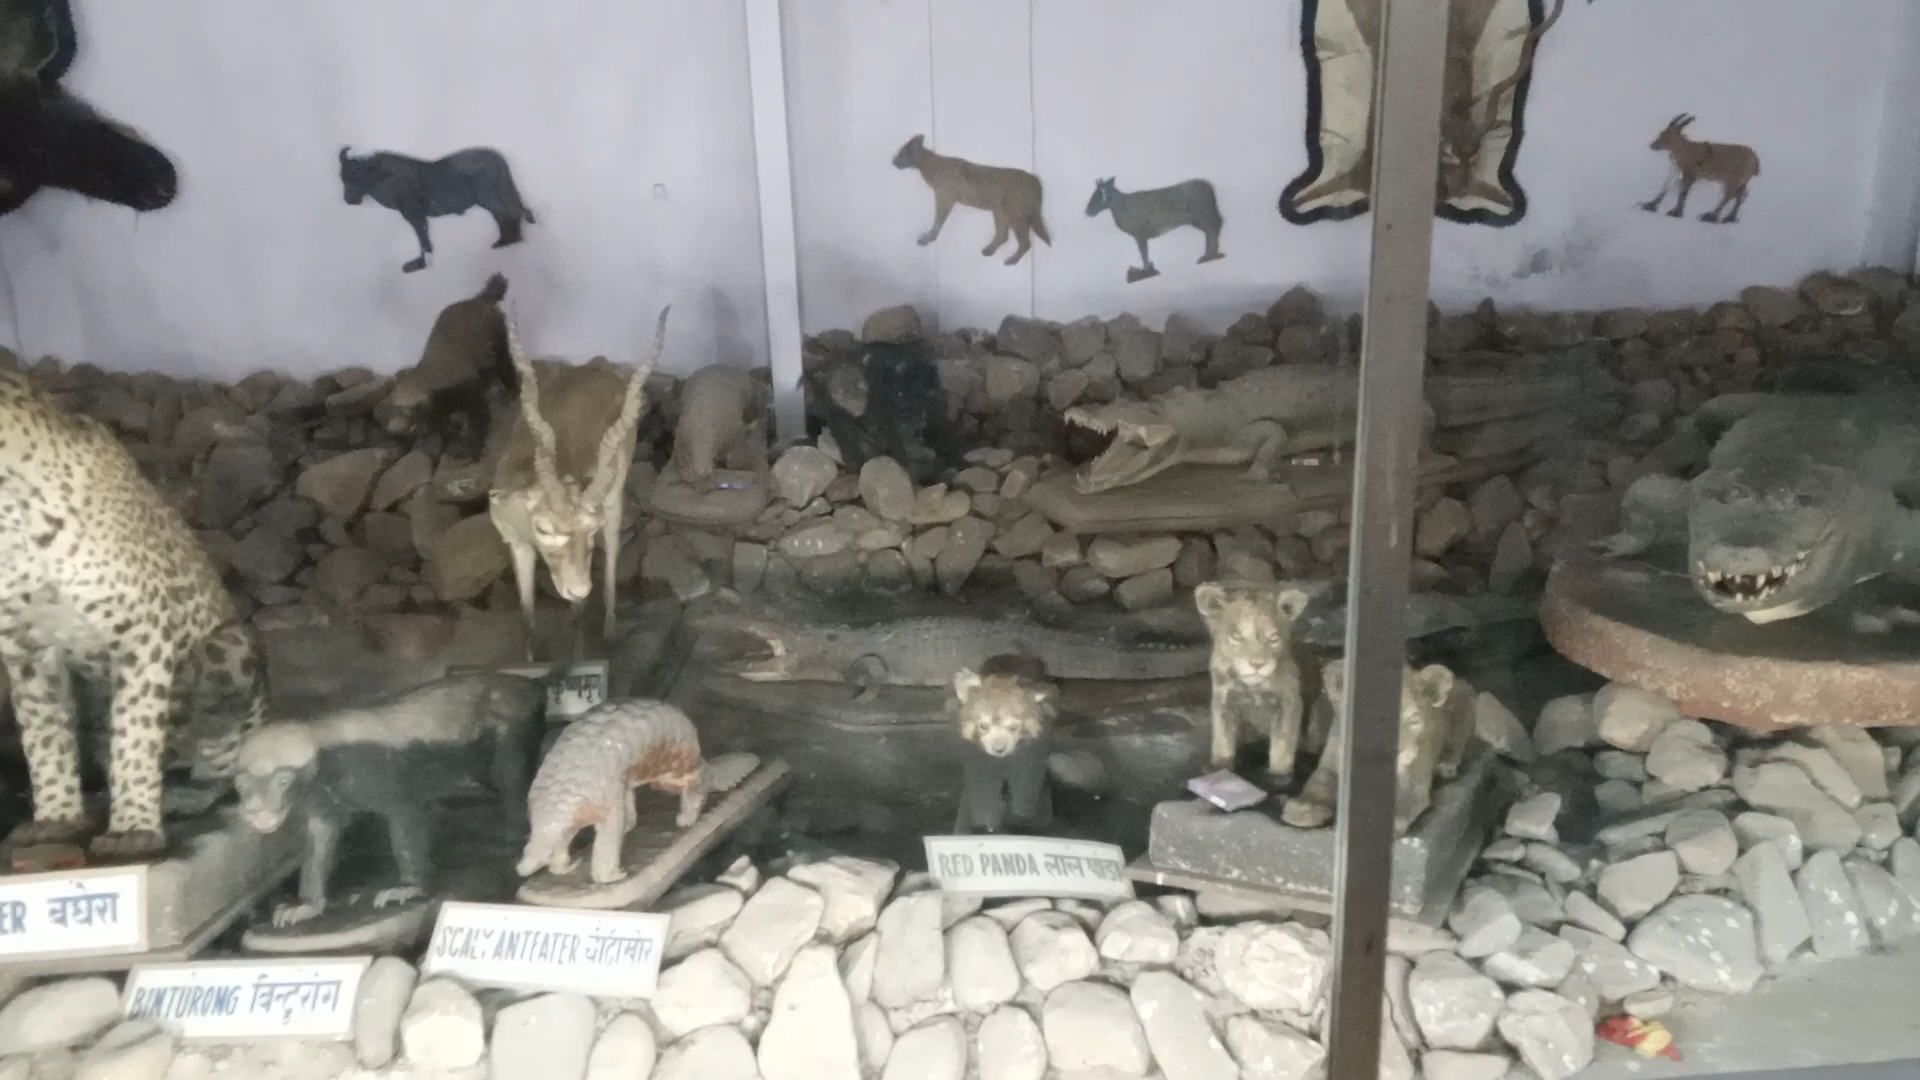 ER बघेरा
BINTURONG बिन्टुरोंग
SCALY ANTEATER चींटीखोर
RED PANDA लाल पांडा